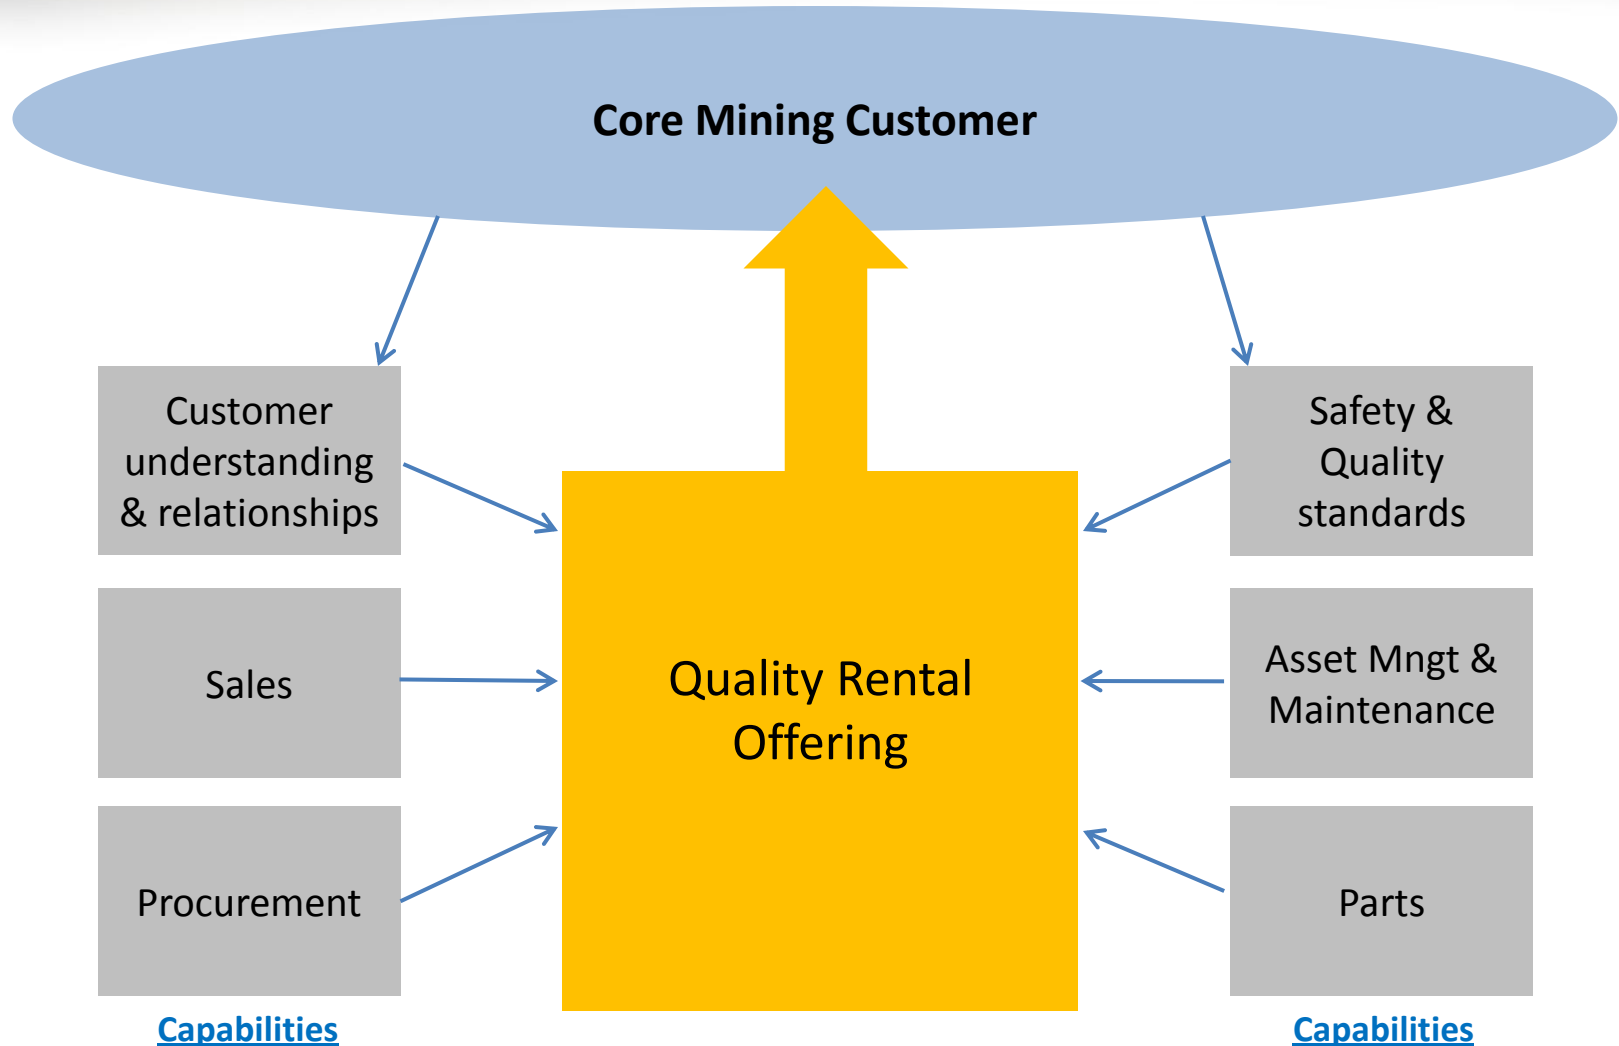 Core Mining Customer
Customer
understanding
& relationships
Sales
Procurement
Capabilities
Quality Rental
Offering
Safety &
Quality
standards
Asset Mngt &
Maintenance
Parts
Capabilities